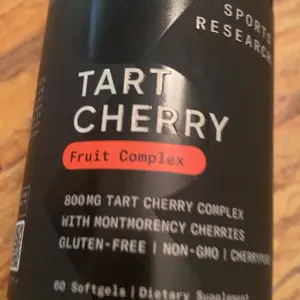 SPORTS
RESEARCH
TART
CHERRY
Fruit Complex
800MG TART CHERRY COMPLEX
WITH MONTMORENCY CHERRIES
GLUTEN-FREE | NON-GMO | CHERRYPURE
60 Softgels | Dietary Supplement